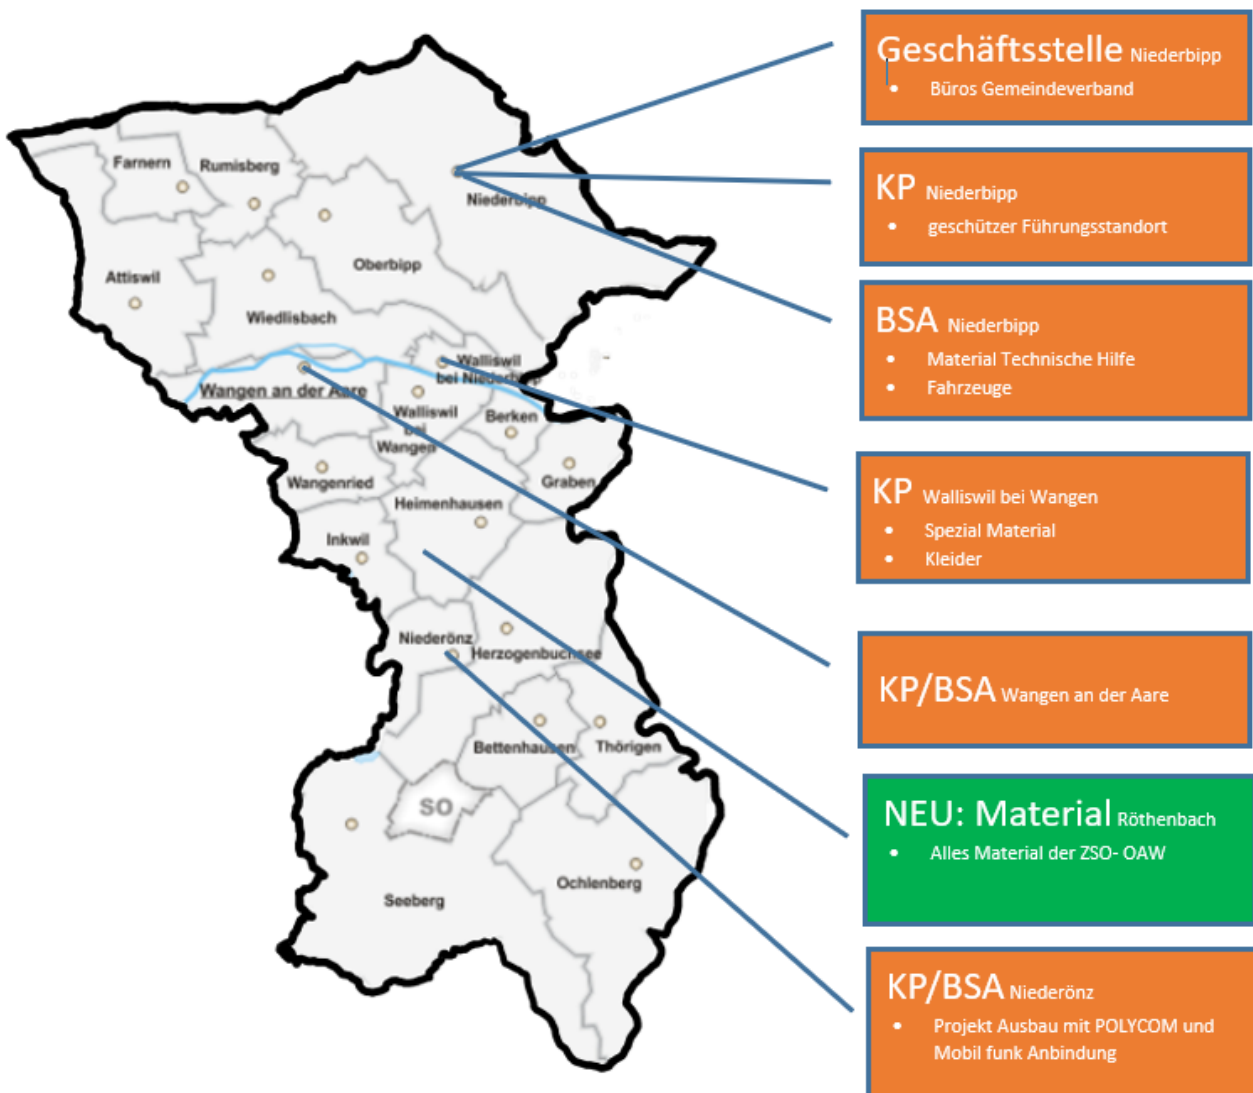 Geschäftsstelle Niederbipp
• Büros Gemeindeverband
KP Niederbipp
• geschützer Führungsstandort
BSA Niederbipp
• Material Technische Hilfe
• Fahrzeuge
KP Walliswil bei Wangen
• Spezial Material
• Kleider
KP/BSA Wangen an der Aare
NEU: Material Röthenbach
• Alles Material der ZSO- OAW
KP/BSA Niederönz
• Projekt Ausbau mit POLYCOM und
Mobil funk Anbindung
Farnern
Rumisberg
Niederbipp
Oberbipp
Attiswil
Wiedlisbach
Walliswil
bei Niederbipp
Wangen an der Aare
Walliswil
bei
Wangen
Berken
Wangenried
Graben
Heimenhausen
Inkwil
Niederönz
Herzogenbuchsee
Bettenhausen
Thörigen
SO
Ochlenberg
Seeberg